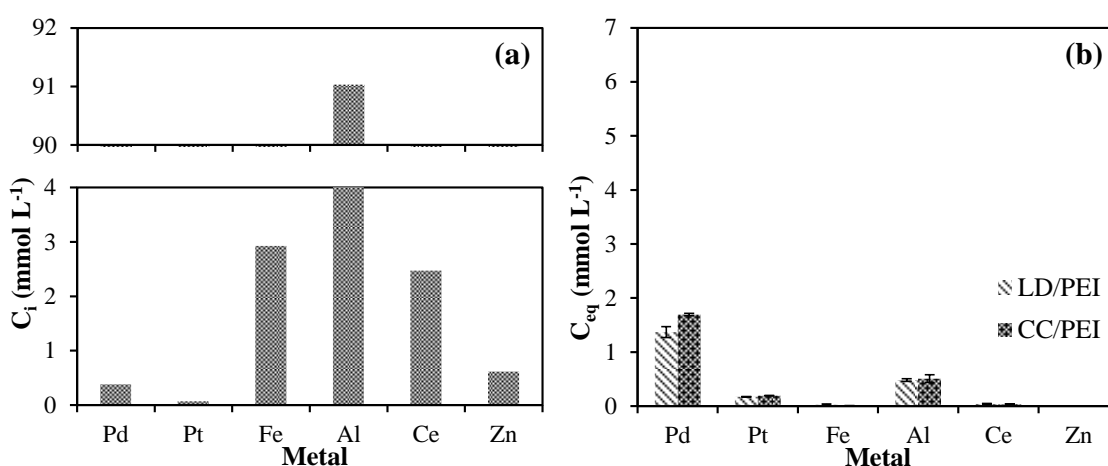 92
(a)
91
90
4
3
2
1
0
C_i (mmol L^-1)
Pd Pt Fe Al Ce Zn
Metal
7
(b)
6
5
4
3
2
1
0
C_eq (mmol L^-1)
LD/PEI
CC/PEI
Pd Pt Fe Al Ce Zn
Metal